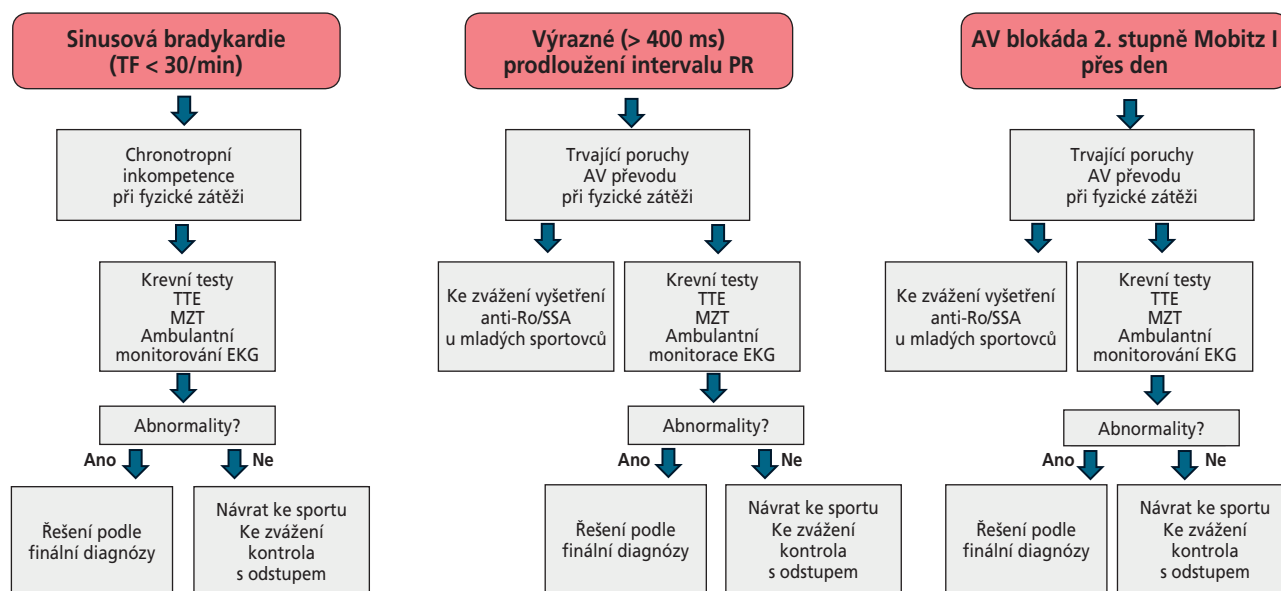 Sinusová bradykardie
(TF < 30/min)
Chronotropní
inkompetence
při fyzické zátěži
Krevní testy
TTE
MZT
Ambulantní
monitorování EKG
Abnormality?
Ano
Ne
Řešení podle
finální diagnózy
Návrat ke sportu
Ke zvážení
kontrola
s odstupem
Výrazné (> 400 ms)
prodloužení intervalu PR
Trvající poruchy
AV převodu
při fyzické zátěži
Ke zvážení vyšetření
anti-Ro/SSA
u mladých sportovců
Krevní testy
TTE
MZT
Ambulantní
monitorace EKG
Abnormality?
Ano
Ne
Řešení podle
finální diagnózy
Návrat ke sportu
Ke zvážení
kontrola
s odstupem
AV blokáda 2. stupně Mobitz I
přes den
Trvající poruchy
AV převodu
při fyzické zátěži
Ke zvážení vyšetření
anti-Ro/SSA
u mladých sportovců
Krevní testy
TTE
MZT
Ambulantní
monitorování EKG
Abnormality?
Ano
Ne
Řešení podle
finální diagnózy
Návrat ke sportu
Ke zvážení
kontrola
s odstupem